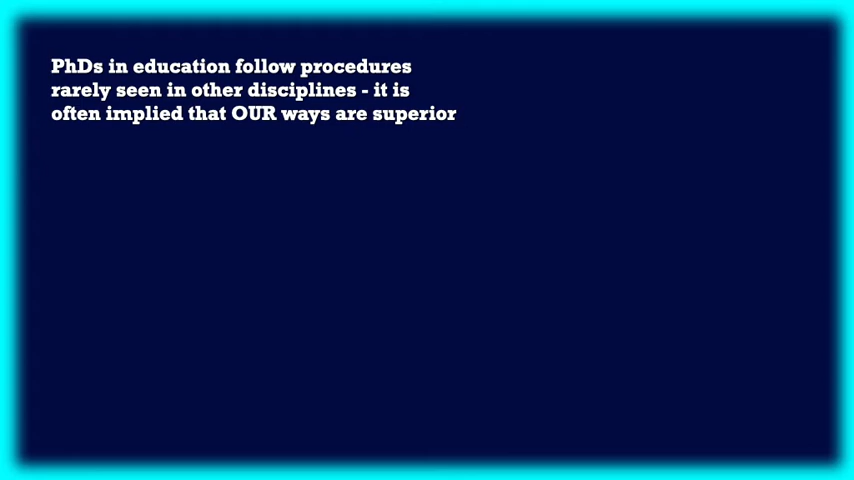 PhDs in education follow procedures
rarely seen in other disciplines - it is
often implied that OUR ways are superior